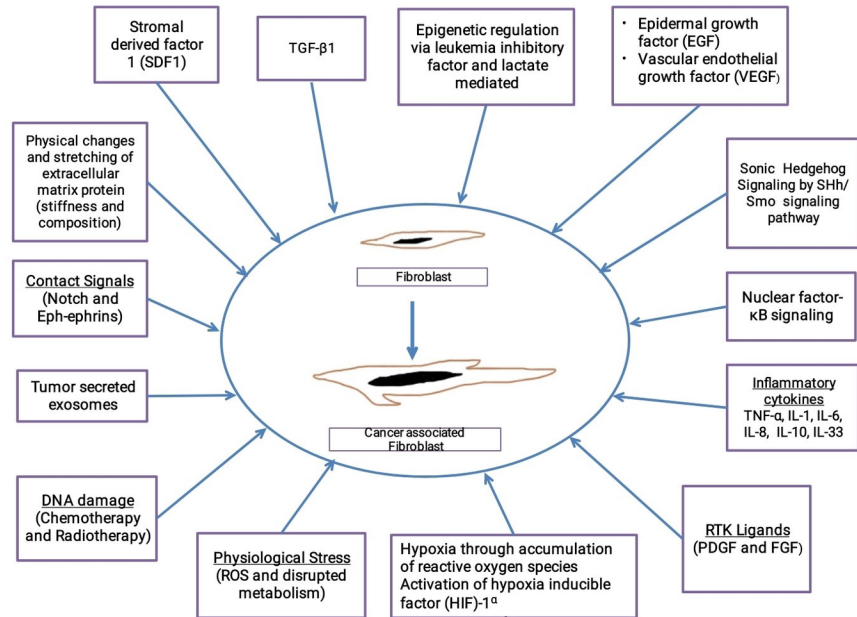 Stromal
derived factor
1 (SDF1)
TGF-β1
Epigenetic regulation
via leukemia inhibitory
factor and lactate
mediated
• Epidermal growth
factor (EGF)
• Vascular endothelial
growth factor (VEGF)
Physical changes
and stretching of
extracellular
matrix protein
(stiffness and
composition)
Sonic Hedgehog
Signaling by SHh/
Smo signaling
pathway
Fibroblast
Contact Signals
(Notch and
Eph-ephrins)
Nuclear factor-
κB signaling
Tumor secreted
exosomes
Inflammatory
cytokines
TNF-α, IL-1, IL-6,
IL-8, IL-10, IL-33
Cancer associated
Fibroblast
DNA damage
(Chemotherapy
and Radiotherapy)
Physiological Stress
(ROS and disrupted
metabolism)
Hypoxia through accumulation
of reactive oxygen species
Activation of hypoxia inducible
factor (HIF)-1α
RTK Ligands
(PDGF and FGF)